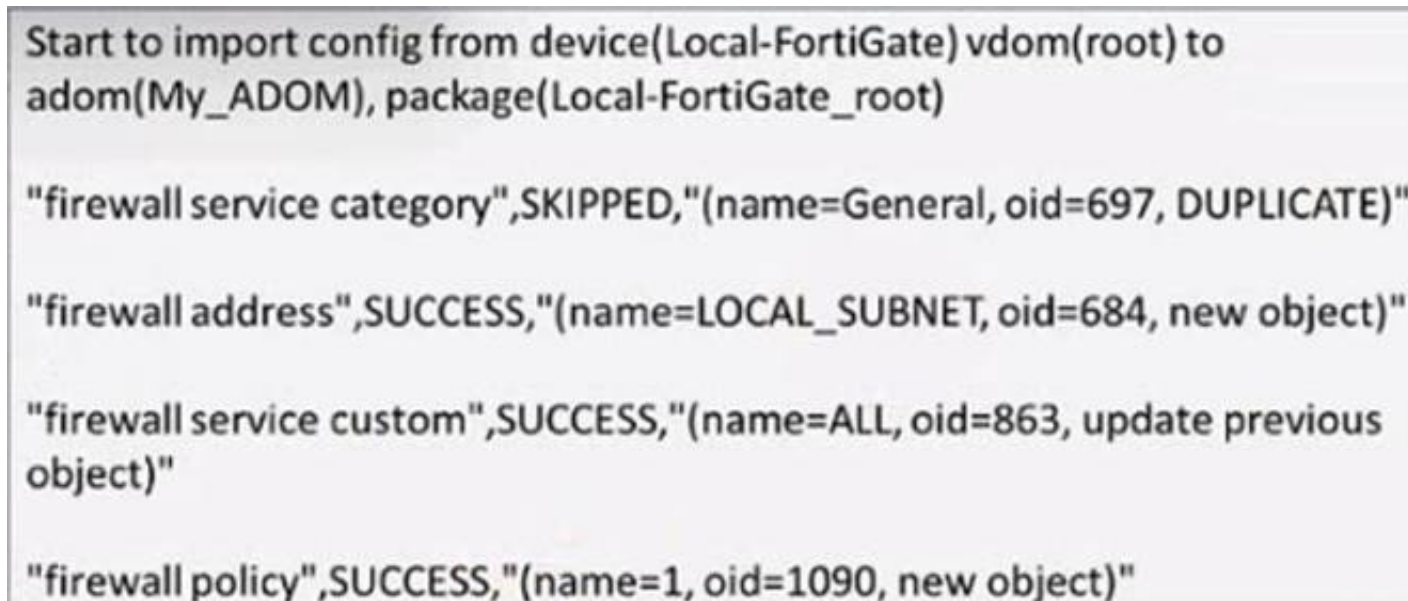 Start to import config from device(Local-FortiGate) vdom(root) to
adom(My_ADOM), package(Local-FortiGate_root)
"firewall service category",SKIPPED,"(name=General, oid=697, DUPLICATE)"
"firewall address",SUCCESS,"(name=LOCAL_SUBNET, oid=684, new object)"
"firewall service custom",SUCCESS,"(name=ALL, oid=863, update previous
object)"
"firewall policy",SUCCESS,"(name=1, oid=1090, new object)"